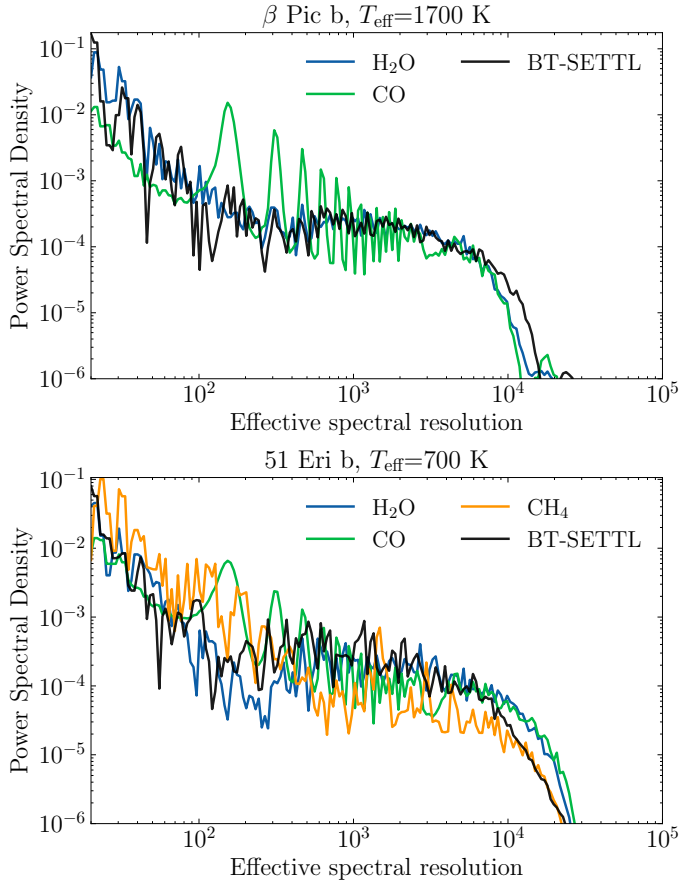 β Pic b, T_eff=1700 K
H₂O
CO
BT-SETTL
10⁻¹
10⁻²
10⁻³
10⁻⁴
10⁻⁵
10⁻⁶
Power Spectral Density
10² 10³ 10⁴ 10⁵
Effective spectral resolution
51 Eri b, T_eff=700 K
H₂O
CO
CH₄
BT-SETTL
10⁻¹
10⁻²
10⁻³
10⁻⁴
10⁻⁵
10⁻⁶
Power Spectral Density
10² 10³ 10⁴ 10⁵
Effective spectral resolution